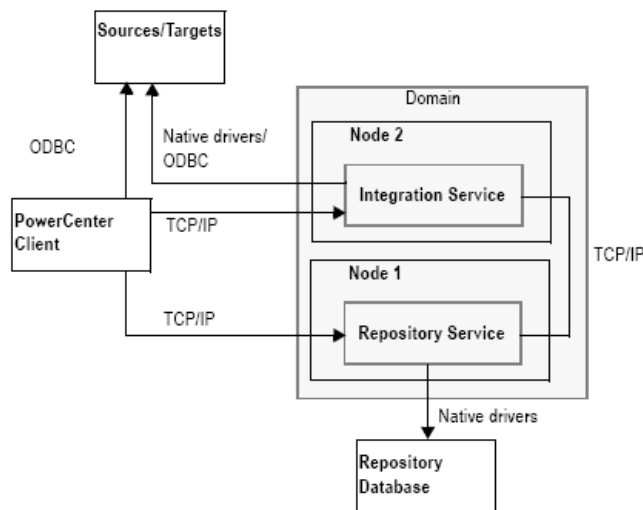 Sources/Targets
Domain
Node 2
Native drivers/
ODBC
ODBC
Integration Service
PowerCenter
Client
TCP/IP
TCP/IP
Node 1
TCP/IP
Repository Service
Native drivers
Repository
Database